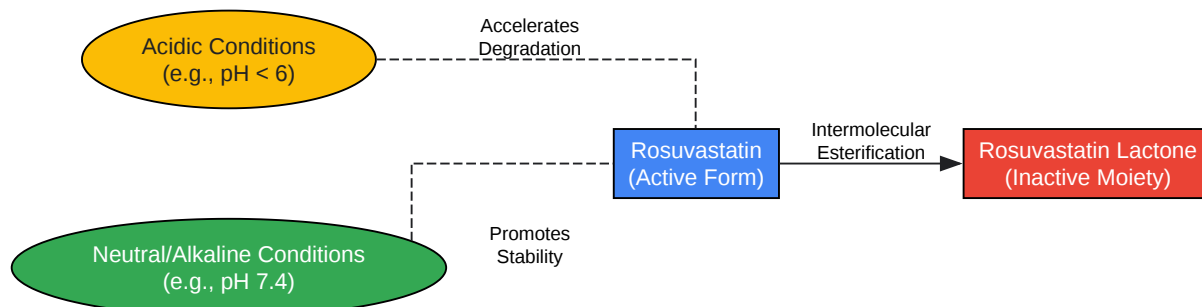 Acidic Conditions
(e.g., pH < 6)
Accelerates
Degradation
Rosuvastatin
(Active Form)
Intermolecular
Esterification
Rosuvastatin Lactone
(Inactive Moiety)
Neutral/Alkaline Conditions
(e.g., pH 7.4)
Promotes
Stability